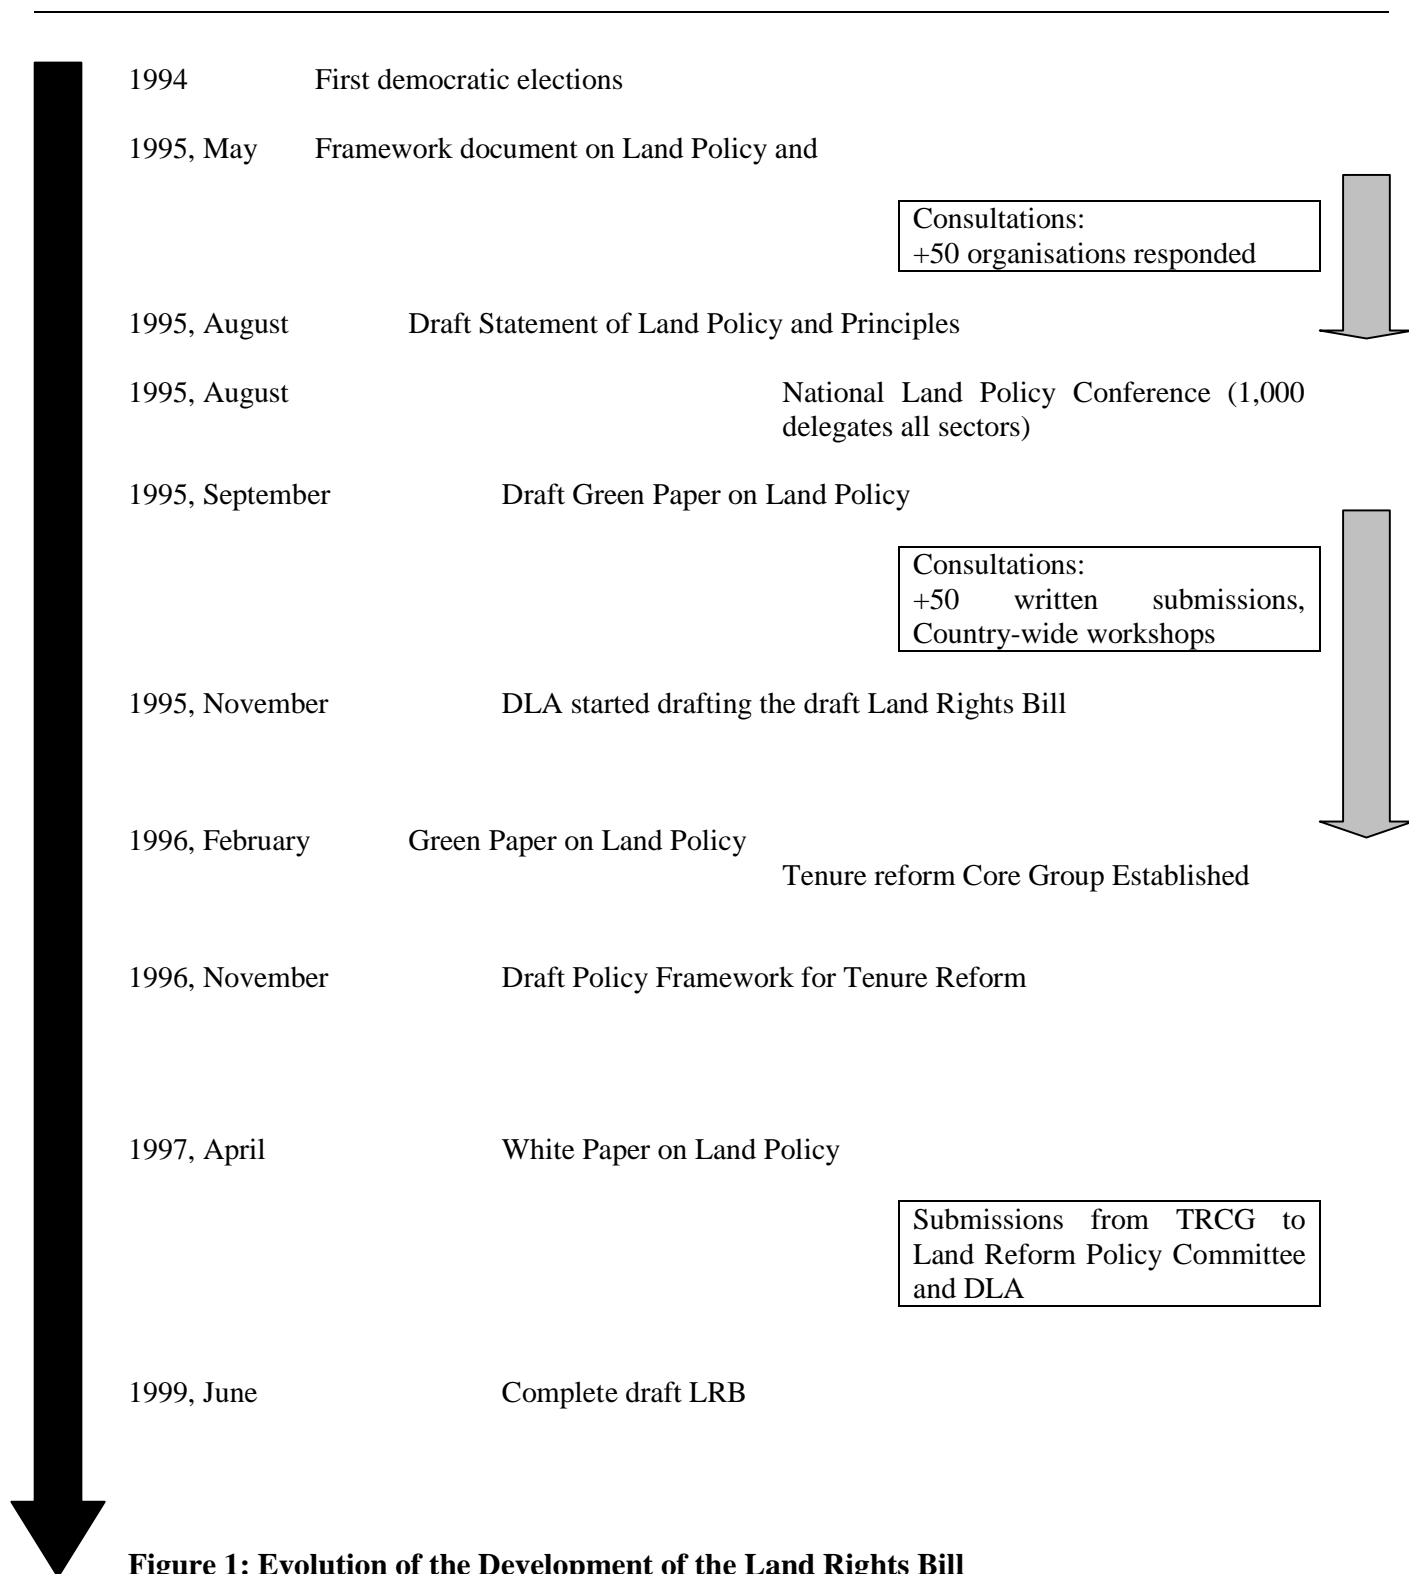 1994 First democratic elections
1995, May Framework document on Land Policy and
Consultations:
+50 organisations responded
1995, August Draft Statement of Land Policy and Principles
1995, August National Land Policy Conference (1,000
delegates all sectors)
1995, September Draft Green Paper on Land Policy
Consultations:
+50 written submissions,
Country-wide workshops
1995, November DLA started drafting the draft Land Rights Bill
1996, February Green Paper on Land Policy
Tenure reform Core Group Established
1996, November Draft Policy Framework for Tenure Reform
1997, April White Paper on Land Policy
Submissions from TRCG to
Land Reform Policy Committee
and DLA
1999, June Complete draft LRB
Figure 1: Evolution of the Development of the Land Rights Bill